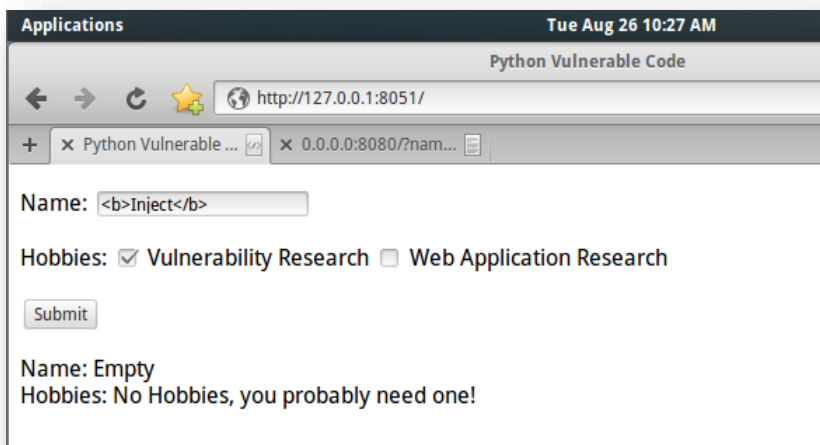 Applications Tue Aug 26 10:27 AM
Python Vulnerable Code
http://127.0.0.1:8051/
+ × Python Vulnerable ... </> × 0.0.0.0:8080/?nam...
Name: <b>Inject</b>
Hobbies: Vulnerability Research Web Application Research
Submit
Name: Empty
Hobbies: No Hobbies, you probably need one!